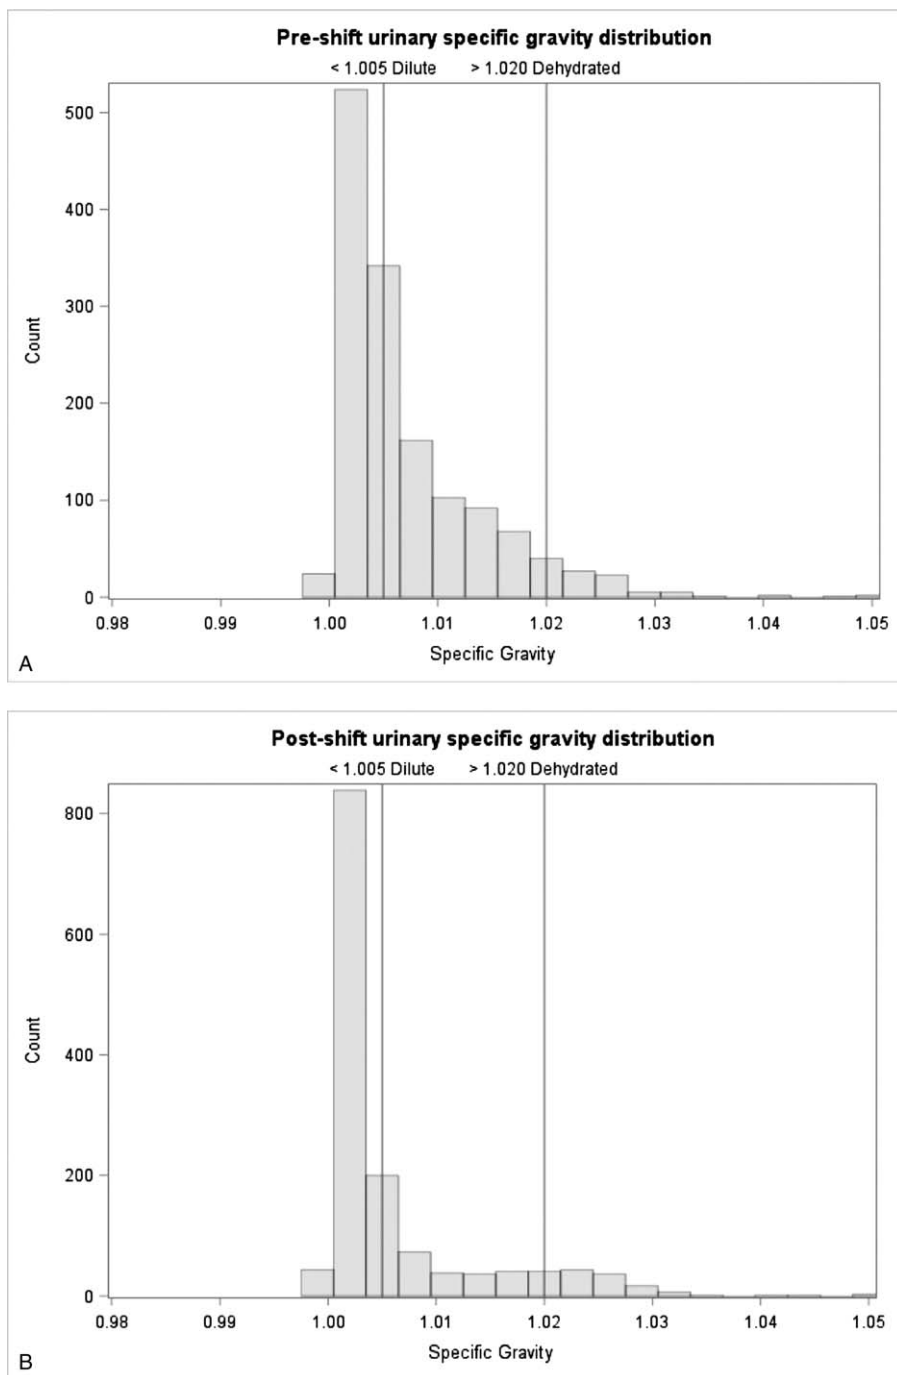 Pre-shift urinary specific gravity distribution
< 1.005 Dilute > 1.020 Dehydrated
500
400
300
200
100
0
Count
0.98 0.99 1.00 1.01 1.02 1.03 1.04 1.05
Specific Gravity
A
Post-shift urinary specific gravity distribution
< 1.005 Dilute > 1.020 Dehydrated
800
600
400
200
0
Count
0.98 0.99 1.00 1.01 1.02 1.03 1.04 1.05
Specific Gravity
B